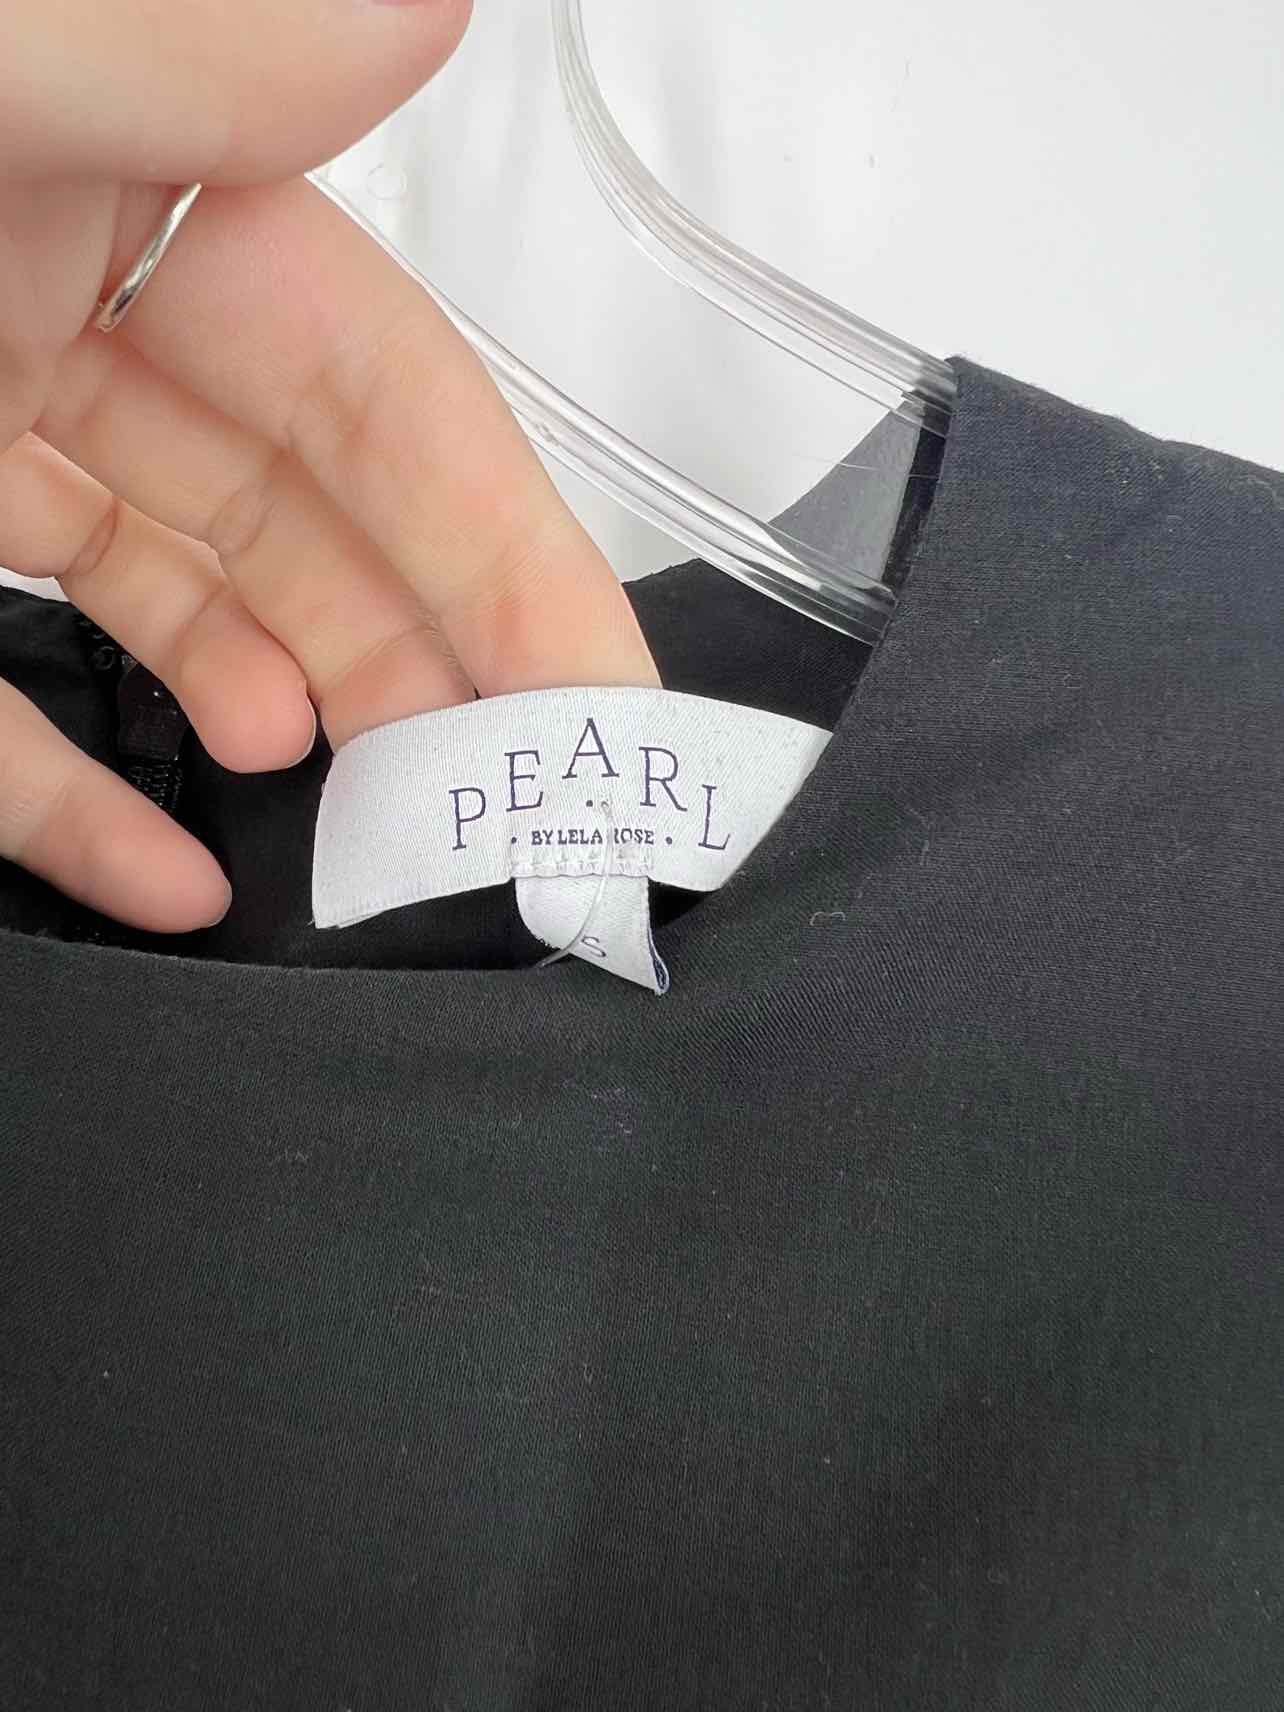 PEARL
· BY LELA ROSE ·
S